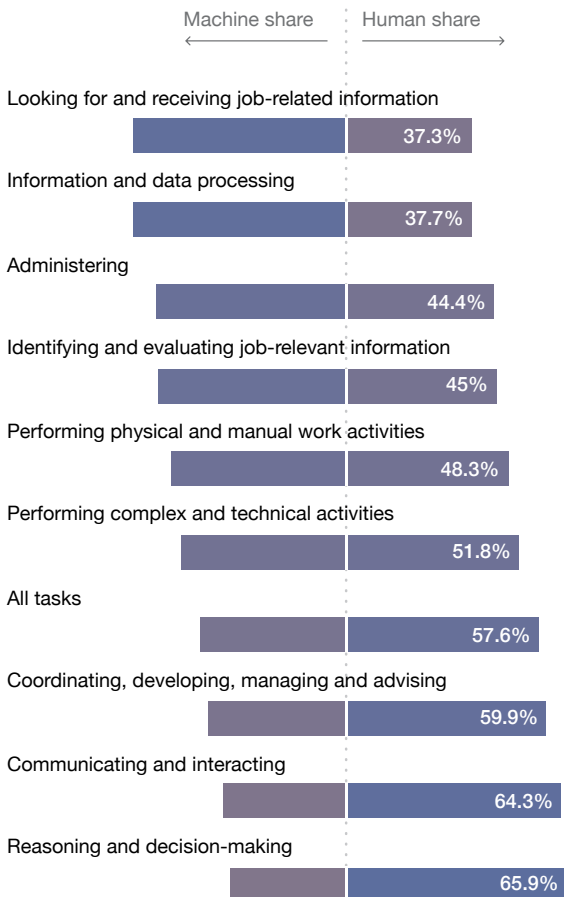 Machine share Human share
Looking for and receiving job-related information
37.3%
Information and data processing
37.7%
Administering
44.4%
Identifying and evaluating job-relevant information
45%
Performing physical and manual work activities
48.3%
Performing complex and technical activities
51.8%
All tasks
57.6%
Coordinating, developing, managing and advising
59.9%
Communicating and interacting
64.3%
Reasoning and decision-making
65.9%